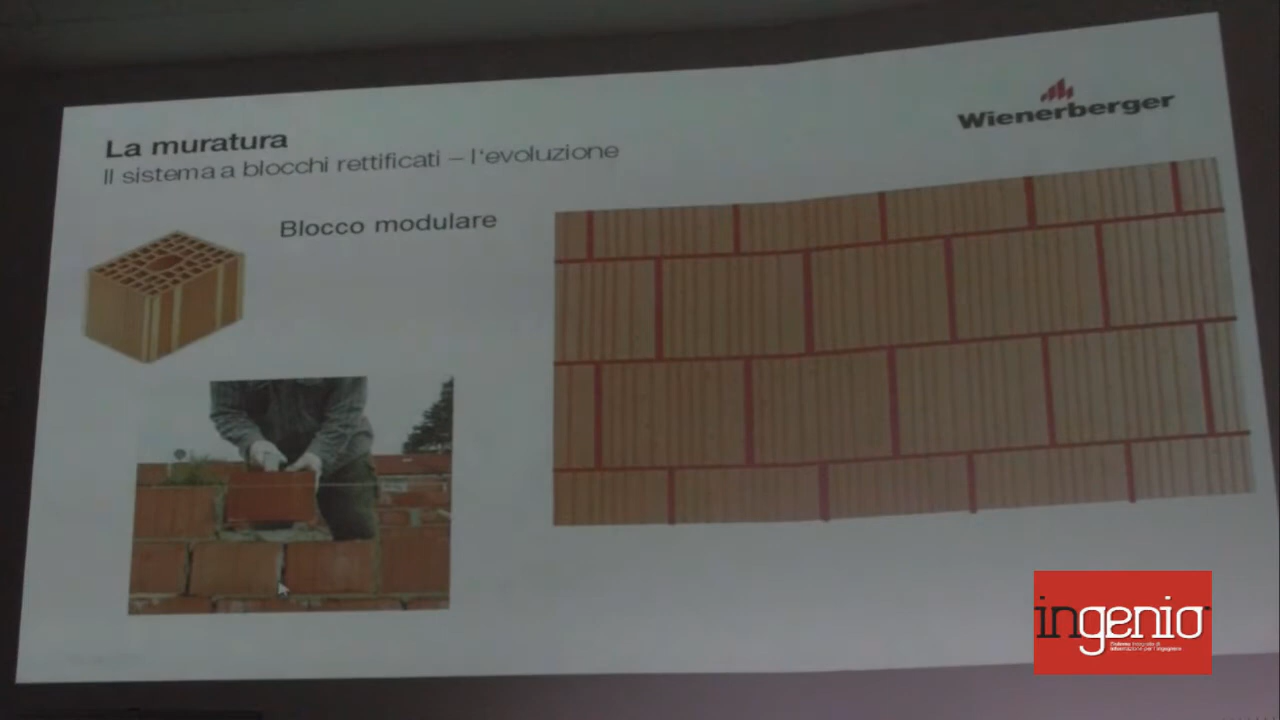 La muratura
Il sistema a blocchi rettificati – l'evoluzione
Wienerberger
Blocco modulare
ingenio